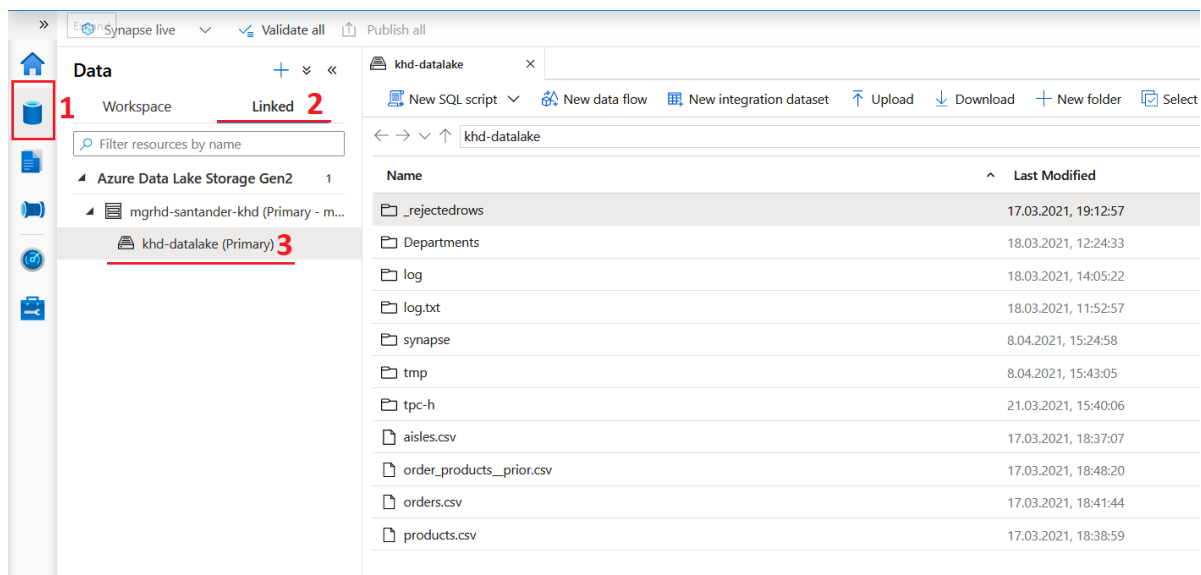 Synapse live
Validate all
Publish all
Data
1
Workspace
Linked 2
Filter resources by name
Azure Data Lake Storage Gen2 1
mgrhd-santander-khd (Primary - m...
khd-datalake (Primary) 3
khd-datalake
New SQL script
New data flow
New integration dataset
Upload
Download
New folder
Select
khd-datalake
Name Last Modified
_rejectedrows 17.03.2021, 19:12:57
Departments 18.03.2021, 12:24:33
log 18.03.2021, 14:05:22
log.txt 18.03.2021, 11:52:57
synapse 8.04.2021, 15:24:58
tmp 8.04.2021, 15:43:05
tpc-h 21.03.2021, 15:40:06
aisles.csv 17.03.2021, 18:37:07
order_products__prior.csv 17.03.2021, 18:48:20
orders.csv 17.03.2021, 18:41:44
products.csv 17.03.2021, 18:38:59